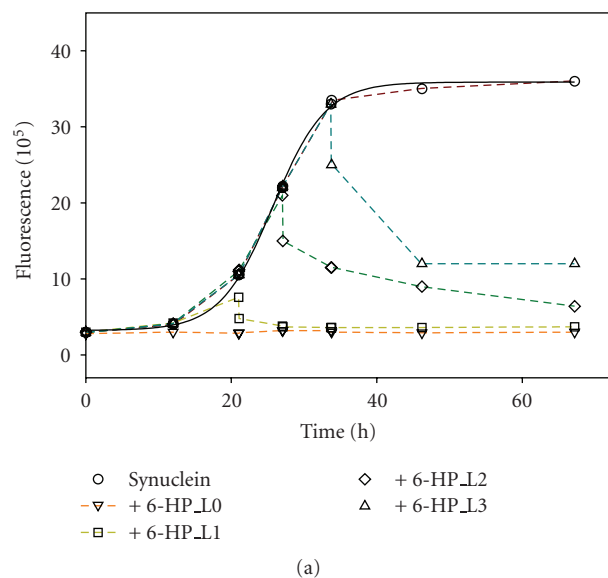 40
30
20
10
0
Fluorescence (10⁵)
0 20 40 60
Time (h)
Synuclein
+ 6-HP_L0
+ 6-HP_L1
+ 6-HP_L2
+ 6-HP_L3
(a)